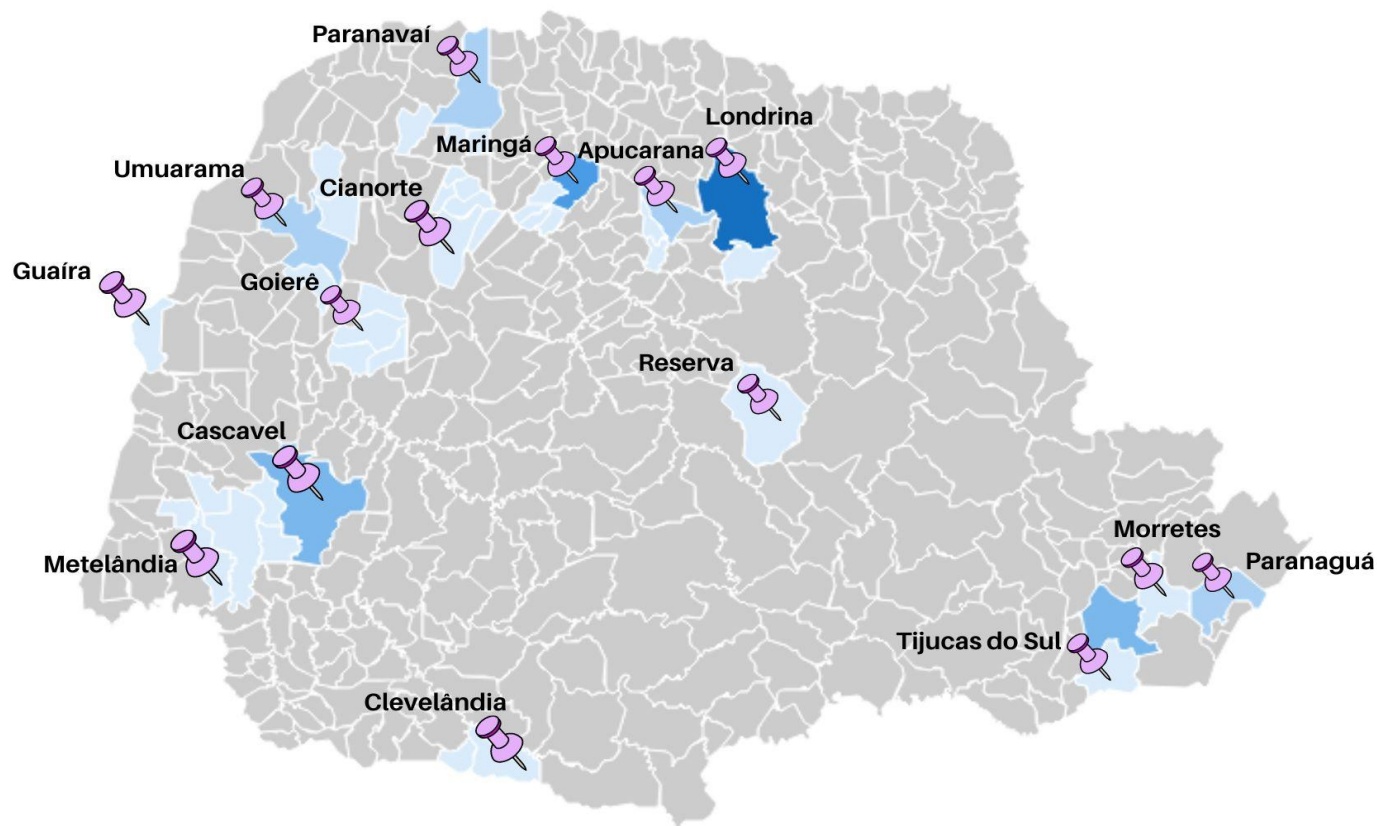 Paranavaí
Londrina
Maringá
Apucarana
Umuarama
Cianorte
Guaíra
Goierê
Reserva
Cascavel
Morretes
Metelândia
Paranaguá
Tijucas do Sul
Clevelândia